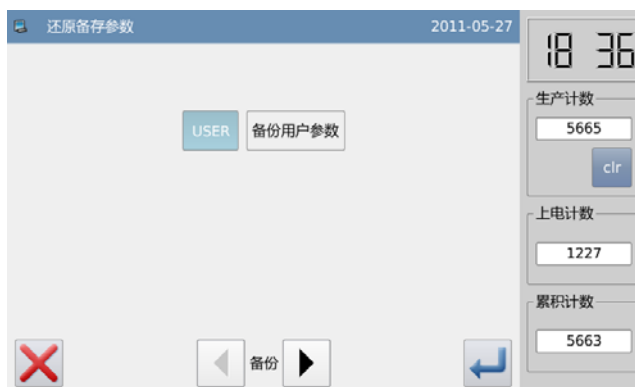 还原备存参数 2011-05-27
18 36
USER 备份用户参数
生产计数
5665
clr
上电计数
1227
累积计数
5663
备份